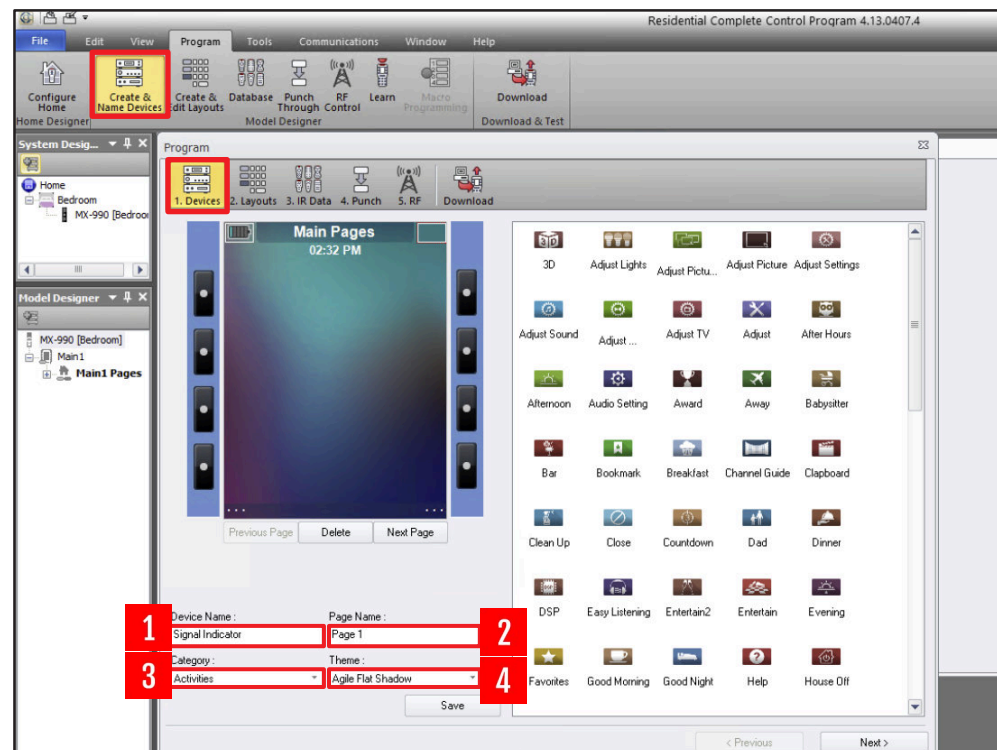 Residential Complete Control Program 4.13.0407.4
File Edit View Program Tools Communications Window Help
Configure Home
Create & Name Devices
Create & Edit Layouts
Database
Punch Through
RF Control
Learn
Macro Programming
Download
Home Designer
Model Designer
Download & Test
System Desig...
Home
Bedroom
MX-990 [Bedroor
Model Designer
MX-990 [Bedroom]
Main1
Main1 Pages
Program
1. Devices 2. Layouts 3. IR Data 4. Punch 5. RF Download
Main Pages
02:32 PM
... ...
Previous Page Delete Next Page
3D Adjust Lights Adjust Pictu... Adjust Picture Adjust Settings
Adjust Sound Adjust ... Adjust TV Adjust After Hours
Afternoon Audio Setting Award Away Babysitter
Bar Bookmark Breakfast Channel Guide Clapboard
Clean Up Close Countdown Dad Dinner
DSP Easy Listening Entertain2 Entertain Evening
Favorites Good Morning Good Night Help House Off
Device Name :
Page Name :
1 Signal Indicator
Page 1 2
Category :
Theme :
3 Activities
Agile Flat Shadow 4
Save
< Previous Next >